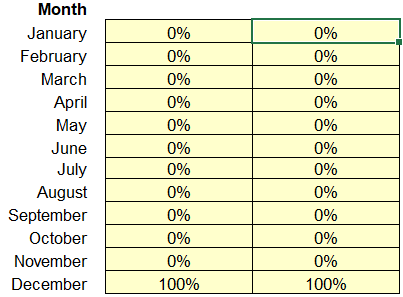 Month
January 0% 0%
February 0% 0%
March 0% 0%
April 0% 0%
May 0% 0%
June 0% 0%
July 0% 0%
August 0% 0%
September 0% 0%
October 0% 0%
November 0% 0%
December 100% 100%